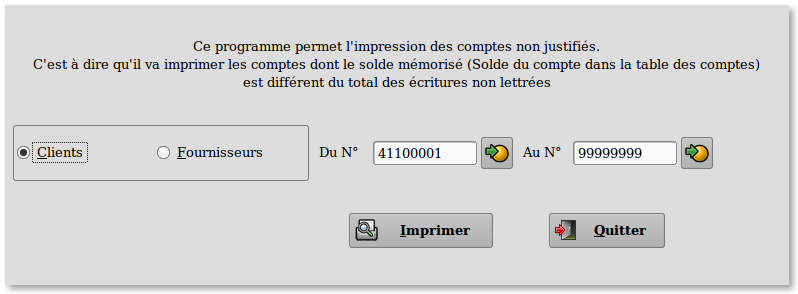 Ce programme permet l'impression des comptes non justifiés.
C'est à dire qu'il va imprimer les comptes dont le solde mémorisé (Solde du compte dans la table des comptes)
est différent du total des écritures non lettrées
Clients Fournisseurs Du N° 41100001 Au N° 99999999
Imprimer Quitter